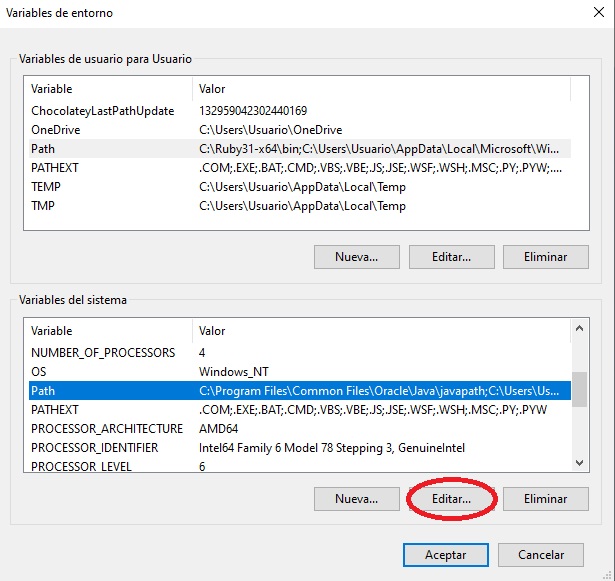 Variables de entorno
Variables de usuario para Usuario
Variable Valor
ChocolateyLastPathUpdate 132959042302440169
OneDrive C:\Users\Usuario\OneDrive
Path C:\Ruby31-x64\bin;C:\Users\Usuario\AppData\Local\Microsoft\Wi...
PATHEXT .COM;.EXE;.BAT;.CMD;.VBS;.VBE;.JS;.JSE;.WSF;.WSH;.MSC;.PY;.PYW;....
TEMP C:\Users\Usuario\AppData\Local\Temp
TMP C:\Users\Usuario\AppData\Local\Temp
Nueva... Editar... Eliminar
Variables del sistema
Variable Valor
NUMBER_OF_PROCESSORS 4
OS Windows_NT
Path C:\Program Files\Common Files\Oracle\Java\javapath;C:\Users\Us...
PATHEXT .COM;.EXE;.BAT;.CMD;.VBS;.VBE;.JS;.JSE;.WSF;.WSH;.MSC;.PY;.PYW
PROCESSOR_ARCHITECTURE AMD64
PROCESSOR_IDENTIFIER Intel64 Family 6 Model 78 Stepping 3, GenuineIntel
PROCESSOR_LEVEL 6
Nueva... Editar... Eliminar
Aceptar Cancelar